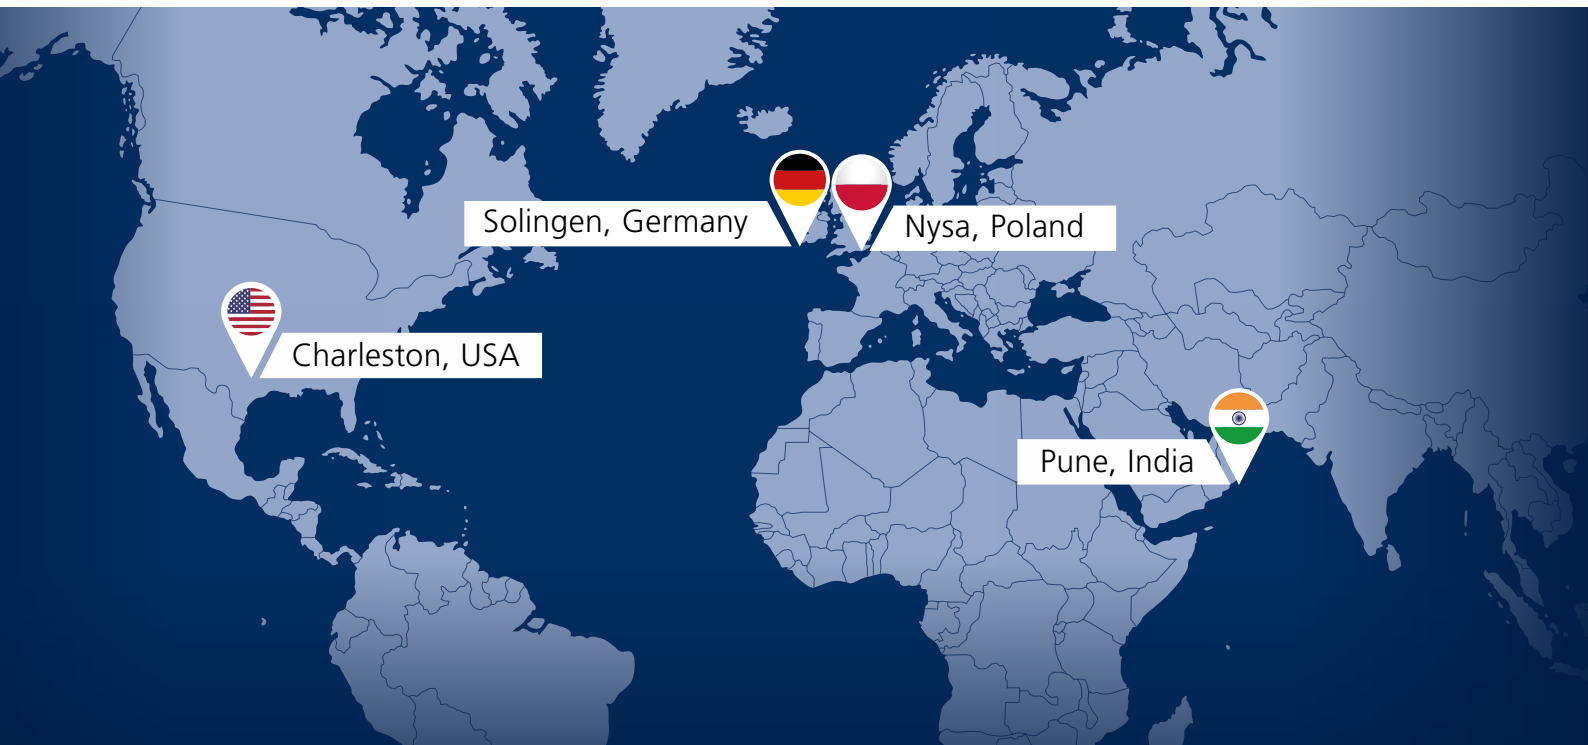 Solingen, Germany
Nysa, Poland
Charleston, USA
Pune, India